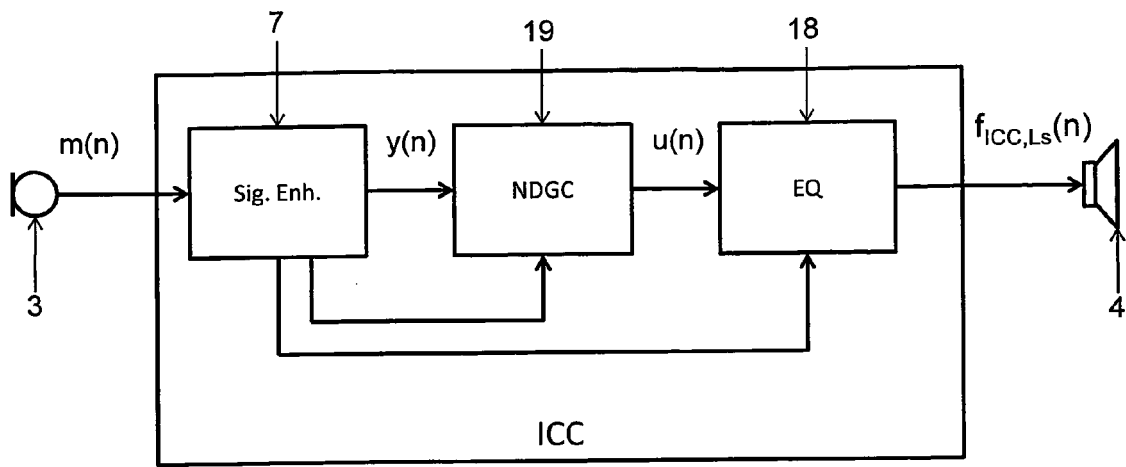 7
19
18
m(n)
y(n)
u(n)
f_ICC,Ls(n)
Sig. Enh.
NDGC
EQ
3
4
ICC